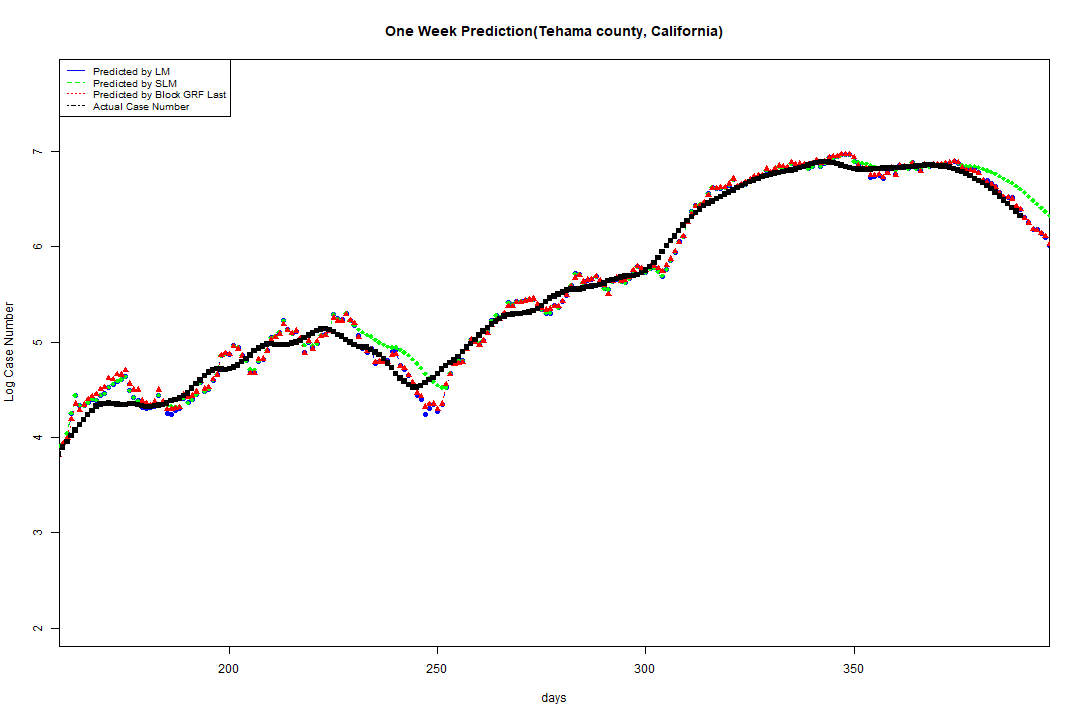 One Week Prediction(Tehama county, California)
Predicted by LM
Predicted by SLM
Predicted by Block GRF Last
Actual Case Number
7
6
5
4
3
2
Log Case Number
200
250
300
350
days